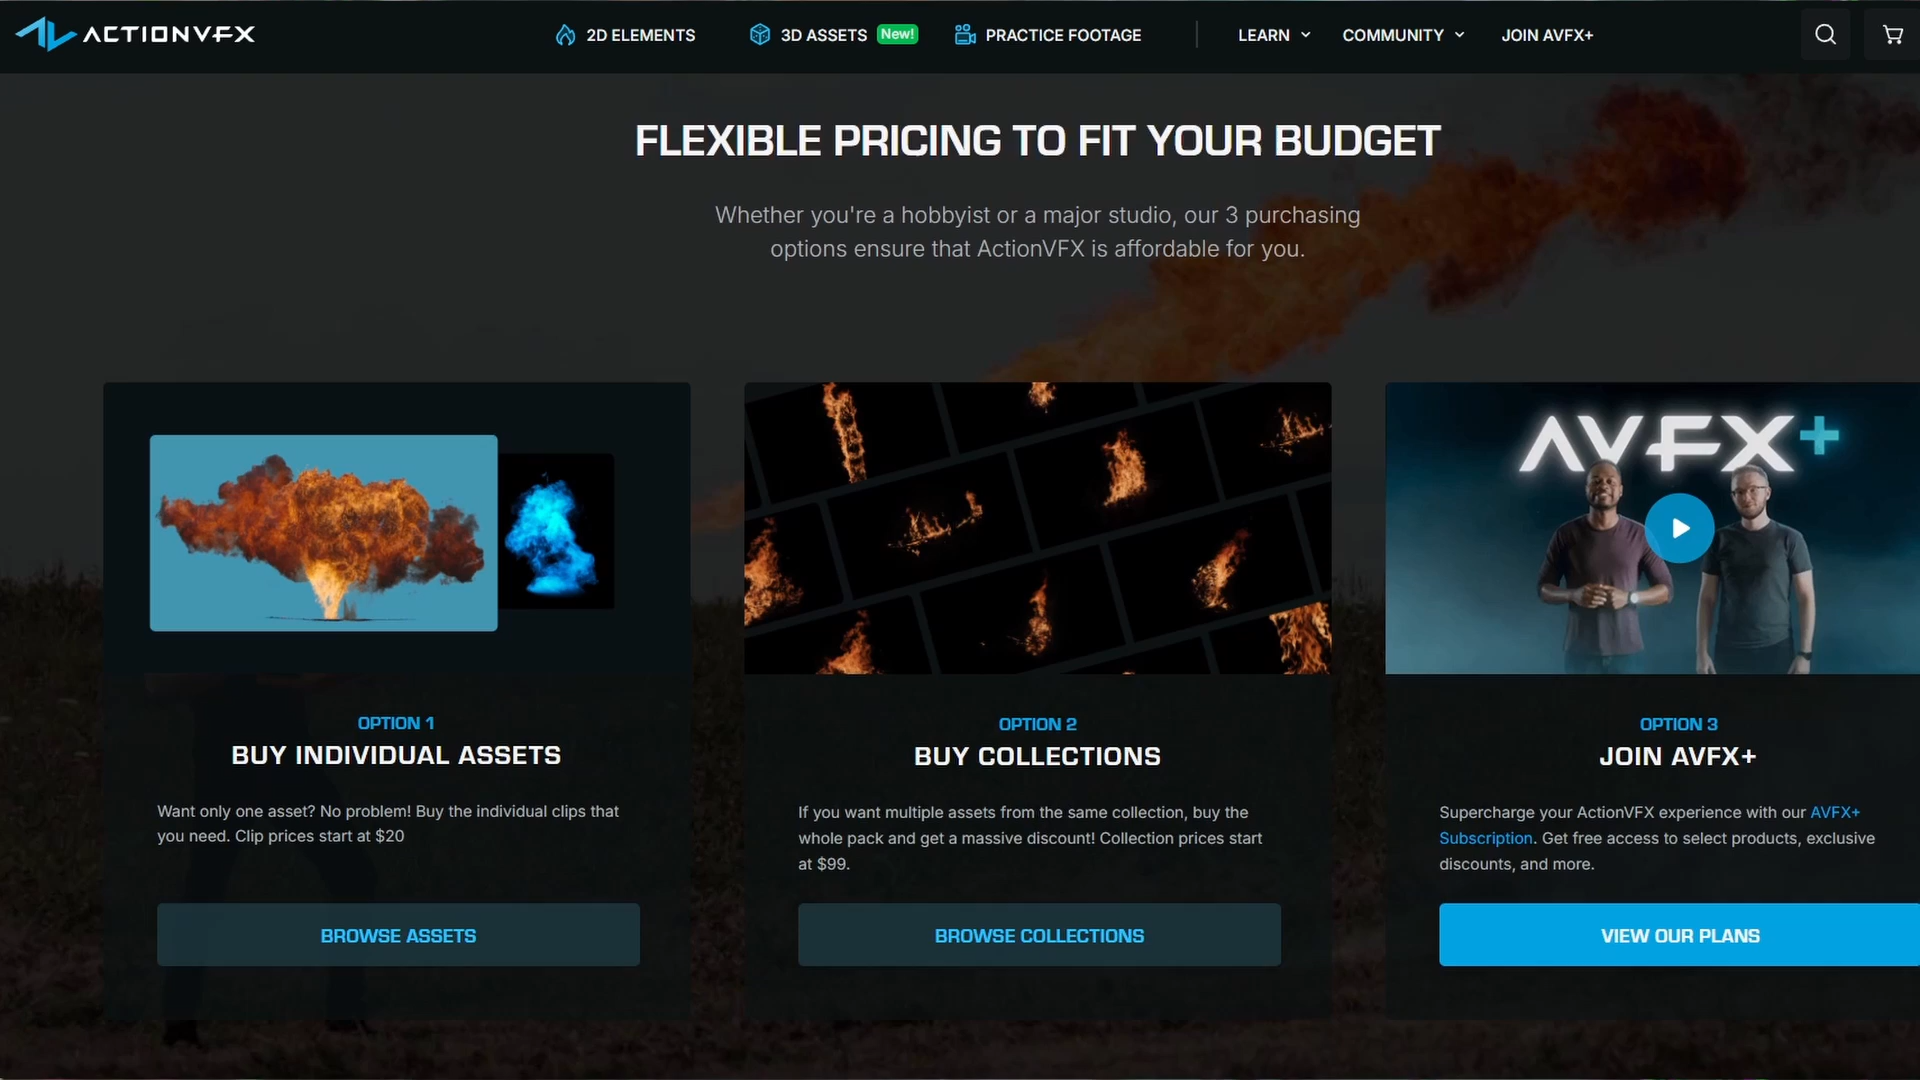 ACTIONVFX
2D ELEMENTS
3D ASSETS
New!
PRACTICE FOOTAGE
LEARN
COMMUNITY
JOIN AVFX+
FLEXIBLE PRICING TO FIT YOUR BUDGET
Whether you're a hobbyist or a major studio, our 3 purchasing
options ensure that ActionVFX is affordable for you.
OPTION 1
BUY INDIVIDUAL ASSETS
Want only one asset? No problem! Buy the individual clips that
you need. Clip prices start at $20
BROWSE ASSETS
OPTION 2
BUY COLLECTIONS
If you want multiple assets from the same collection, buy the
whole pack and get a massive discount! Collection prices start
at $99.
BROWSE COLLECTIONS
AVFX+
OPTION 3
JOIN AVFX+
Supercharge your ActionVFX experience with our AVFX+
Subscription. Get free access to select products, exclusive
discounts, and more.
VIEW OUR PLANS